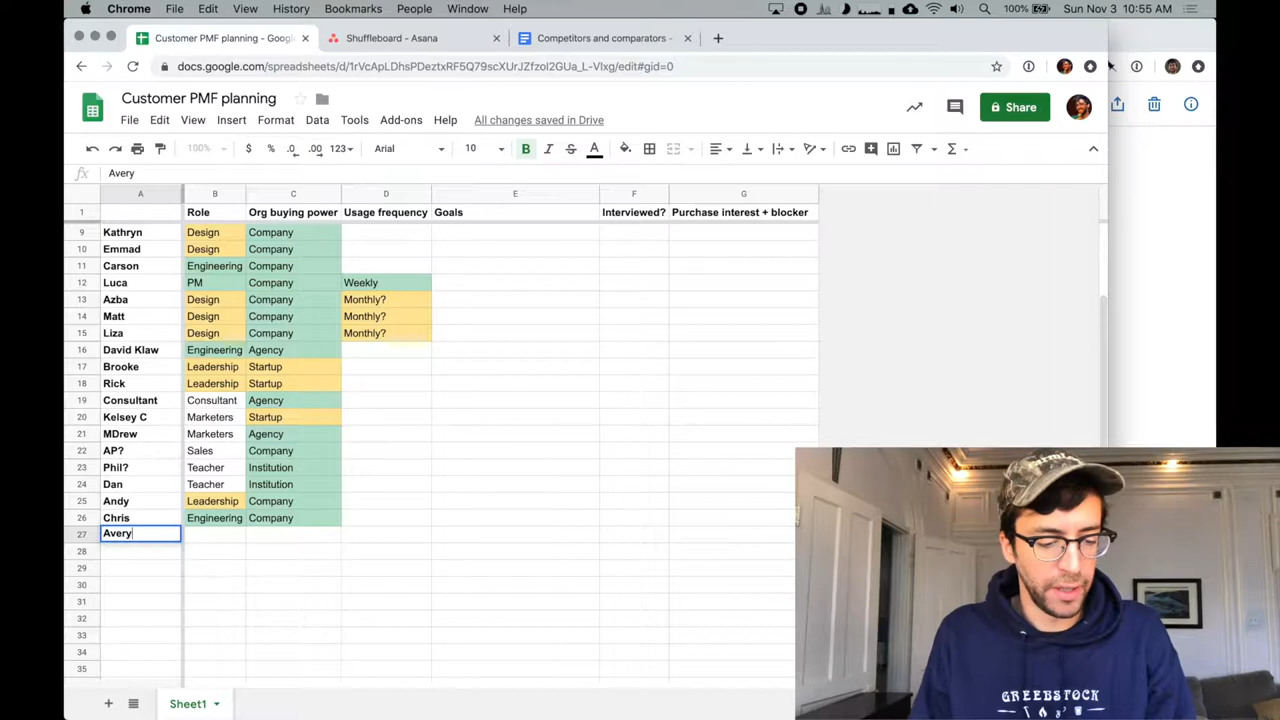 Chrome File Edit View History Bookmarks People Window Help 100% Sun Nov 3 10:55 AM
Customer PMF planning - Goog Shuffleboard - Asana Competitors and comparators -
docs.google.com/spreadsheets/d/1rVcApLDhsPDeztxRF5Q79scXUrJZfzoI2GUa_L-Vlxg/edit#gid=0
Customer PMF planning
Share
File Edit View Insert Format Data Tools Add-ons Help All changes saved in Drive
100% $ % .0 .00 123 Arial 10 B I S A
fx Avery
A B C D E F G
1 Role Org buying power Usage frequency Goals Interviewed? Purchase interest + blocker
9 Kathryn Design Company
10 Emmad Design Company
11 Carson Engineering Company
12 Luca PM Company Weekly
13 Azba Design Company Monthly?
14 Matt Design Company Monthly?
15 Liza Design Company Monthly?
16 David Klaw Engineering Agency
17 Brooke Leadership Startup
18 Rick Leadership Startup
19 Consultant Consultant Agency
20 Kelsey C Marketers Startup
21 MDrew Marketers Agency
22 AP? Sales Company
23 Phil? Teacher Institution
24 Dan Teacher Institution
25 Andy Leadership Company
26 Chris Engineering Company
27 Avery
28
29
30
31
32
33
34
35
Sheet1
GREEBSTOCK